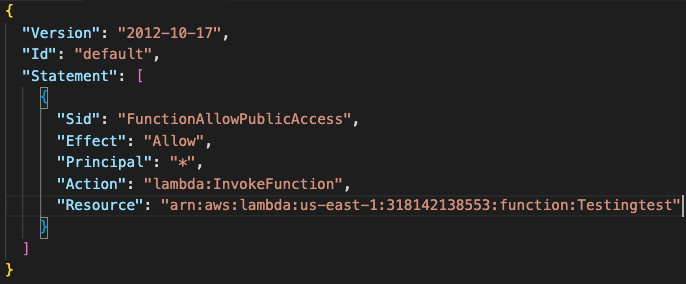 {
"Version": "2012-10-17",
"Id": "default",
"Statement": [
{
"Sid": "FunctionAllowPublicAccess",
"Effect": "Allow",
"Principal": "*",
"Action": "lambda:InvokeFunction",
"Resource": "arn:aws:lambda:us-east-1:318142138553:function:Testingtest"
}
]
}